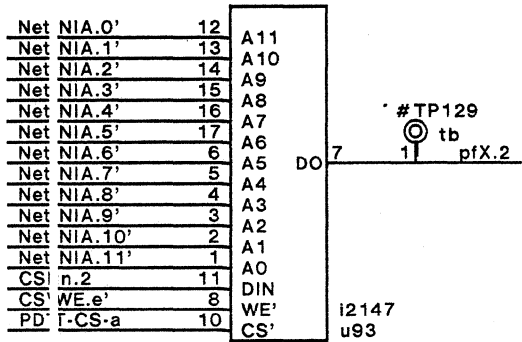 Net NIA.0' 12 A11
Net NIA.1' 13 A10
Net NIA.2' 14 A9
Net NIA.3' 15 A8
Net NIA.4' 16 A7
Net NIA.5' 17 A6
Net NIA.6' 6 A5 DO 7 1 pfX.2
Net NIA.7' 5 A4
Net NIA.8' 4 A3
Net NIA.9' 3 A2
Net NIA.10' 2 A1
Net NIA.11' 1 A0
n.2 11 DIN
WE.e' 8 WE'
T-CS-a 10 CS'
#TP129
tb
i2147
u93